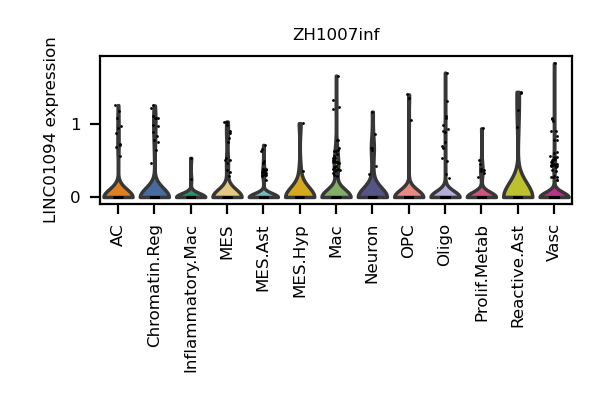 ZH1007inf
LINC01094 expression
1
0
AC
Chromatin.Reg
Inflammatory.Mac
MES
MES.Ast
MES.Hyp
Mac
Neuron
OPC
Oligo
Prolif.Metab
Reactive.Ast
Vasc